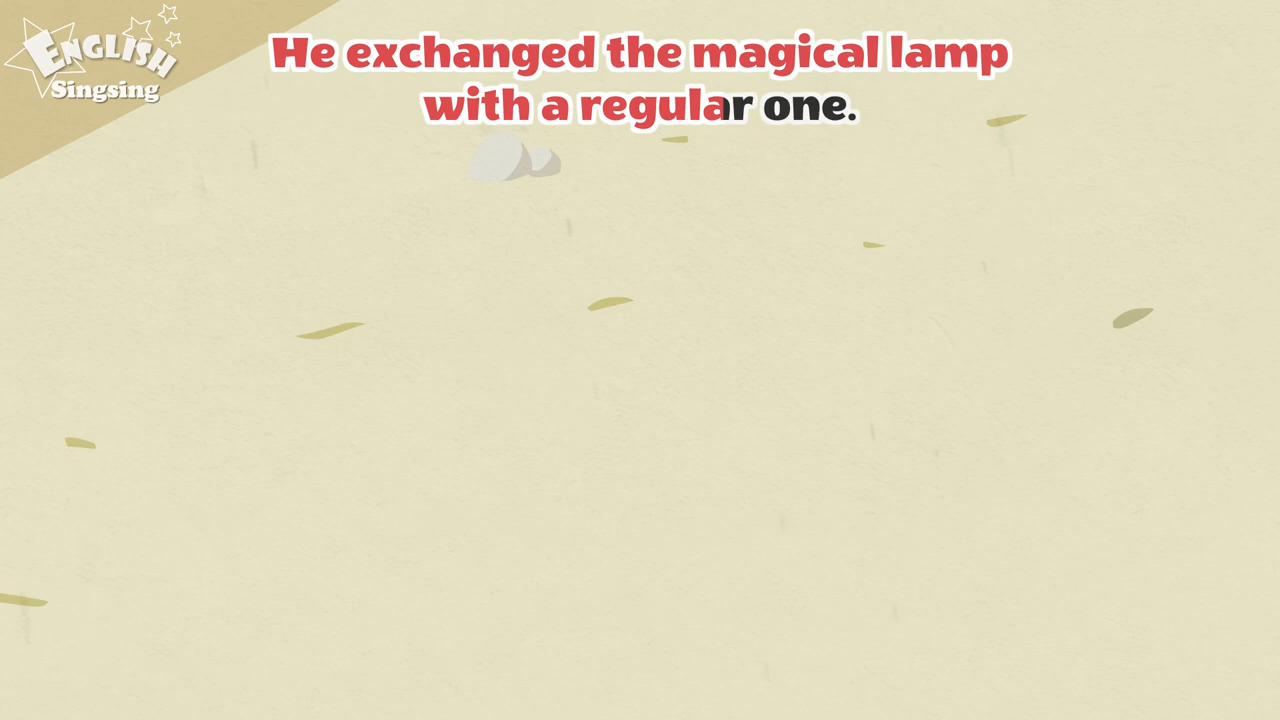 ENGLISH
Singsing
He exchanged the magical lamp
with a regular one.